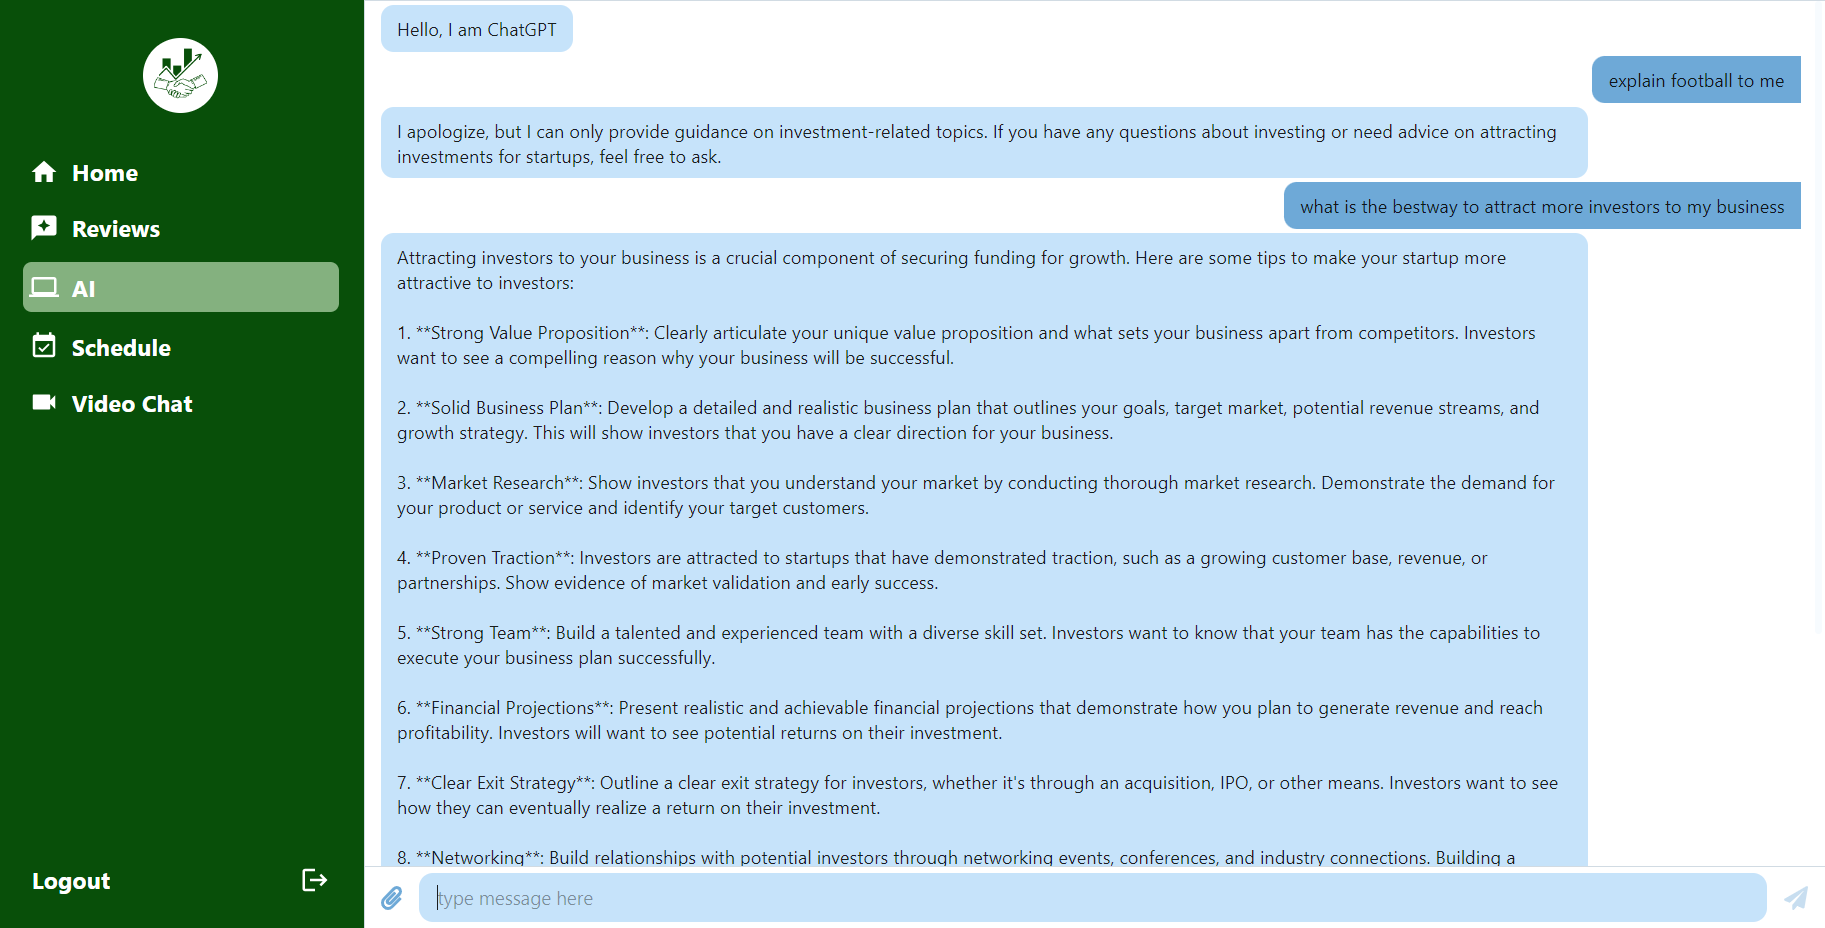 Home
Reviews
AI
Schedule
Video Chat
Logout
Hello, I am ChatGPT
explain football to me
I apologize, but I can only provide guidance on investment-related topics. If you have any questions about investing or need advice on attracting
investments for startups, feel free to ask.
what is the bestway to attract more investors to my business
Attracting investors to your business is a crucial component of securing funding for growth. Here are some tips to make your startup more
attractive to investors:
1. **Strong Value Proposition**: Clearly articulate your unique value proposition and what sets your business apart from competitors. Investors
want to see a compelling reason why your business will be successful.
2. **Solid Business Plan**: Develop a detailed and realistic business plan that outlines your goals, target market, potential revenue streams, and
growth strategy. This will show investors that you have a clear direction for your business.
3. **Market Research**: Show investors that you understand your market by conducting thorough market research. Demonstrate the demand for
your product or service and identify your target customers.
4. **Proven Traction**: Investors are attracted to startups that have demonstrated traction, such as a growing customer base, revenue, or
partnerships. Show evidence of market validation and early success.
5. **Strong Team**: Build a talented and experienced team with a diverse skill set. Investors want to know that your team has the capabilities to
execute your business plan successfully.
6. **Financial Projections**: Present realistic and achievable financial projections that demonstrate how you plan to generate revenue and reach
profitability. Investors will want to see potential returns on their investment.
7. **Clear Exit Strategy**: Outline a clear exit strategy for investors, whether it's through an acquisition, IPO, or other means. Investors want to see
how they can eventually realize a return on their investment.
8. **Networking**: Build relationships with potential investors through networking events, conferences, and industry connections. Building a
type message here